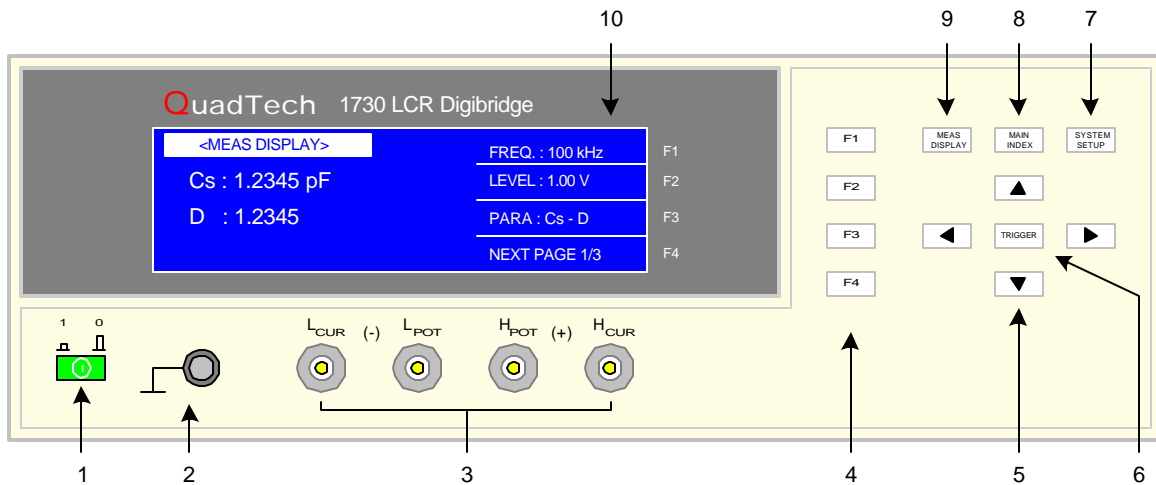 10 9 8 7
QuadTech 1730 LCR Digibridge
<MEAS DISPLAY>
Cs : 1.2345 pF
D : 1.2345
FREQ. : 100 kHz F1
LEVEL : 1.00 V F2
PARA : Cs - D F3
NEXT PAGE 1/3 F4
F1
F2
F3
F4
MEAS
DISPLAY
MAIN
INDEX
SYSTEM
SETUP
TRIGGER
1 0
LCUR (-) LPOT HPOT (+) HCUR
1 2 3 4 5 6